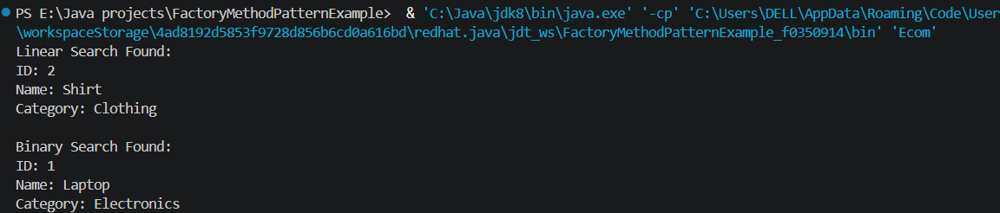 PS E:\Java projects\FactoryMethodPatternExample>  & 'C:\Java\jdk8\bin\java.exe' '-cp' 'C:\Users\DELL\AppData\Roaming\Code\User
\workspaceStorage\4ad8192d5853f9728d856b6cd0a616bd\redhat.java\jdt_ws\FactoryMethodPatternExample_f0350914\bin' 'Ecom'
Linear Search Found:
ID: 2
Name: Shirt
Category: Clothing

Binary Search Found:
ID: 1
Name: Laptop
Category: Electronics